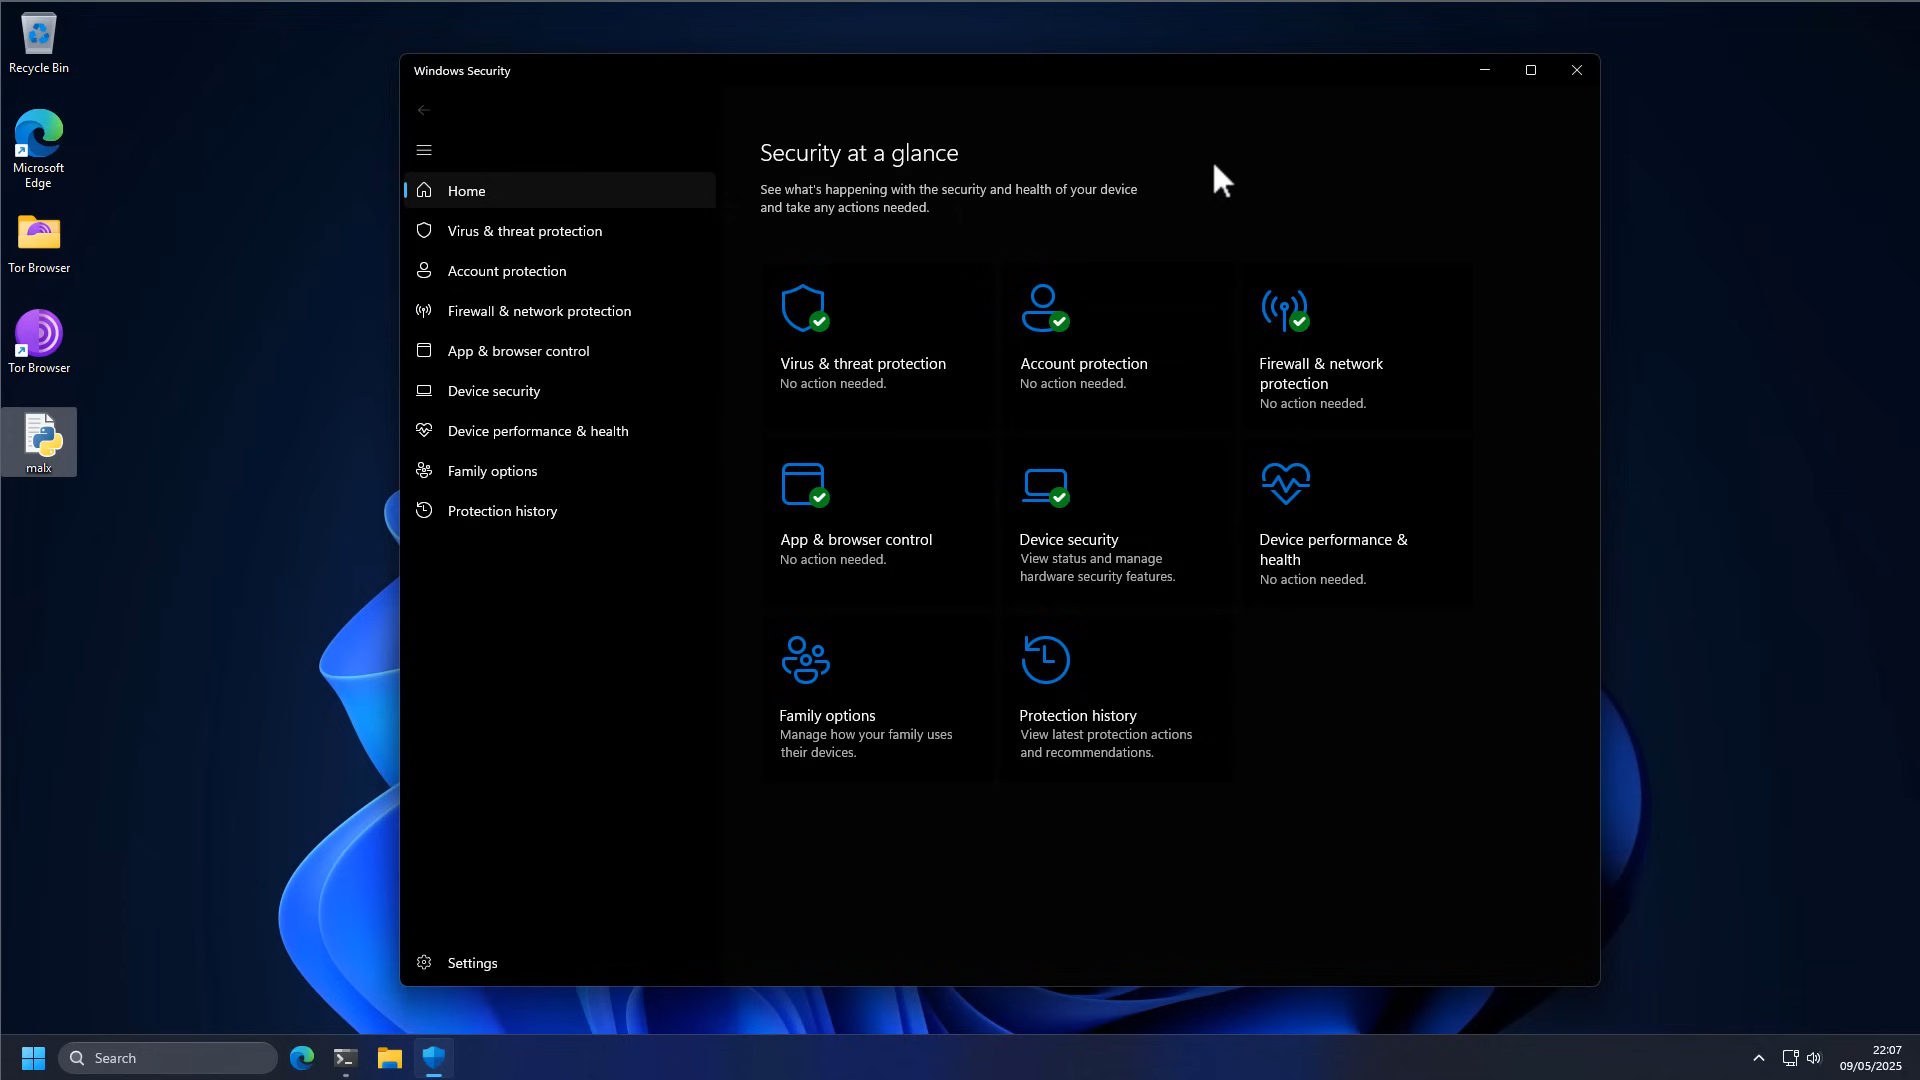 Recycle Bin
Microsoft
Edge
Tor Browser
Tor Browser
malx
Windows Security
Home
Virus & threat protection
Account protection
Firewall & network protection
App & browser control
Device security
Device performance & health
Family options
Protection history
Settings
Security at a glance
See what's happening with the security and health of your device
and take any actions needed.
Virus & threat protection
No action needed.
Account protection
No action needed.
Firewall & network
protection
No action needed.
App & browser control
No action needed.
Device security
View status and manage
hardware security features.
Device performance &
health
No action needed.
Family options
Manage how your family uses
their devices.
Protection history
View latest protection actions
and recommendations.
Search
22:07
09/05/2025